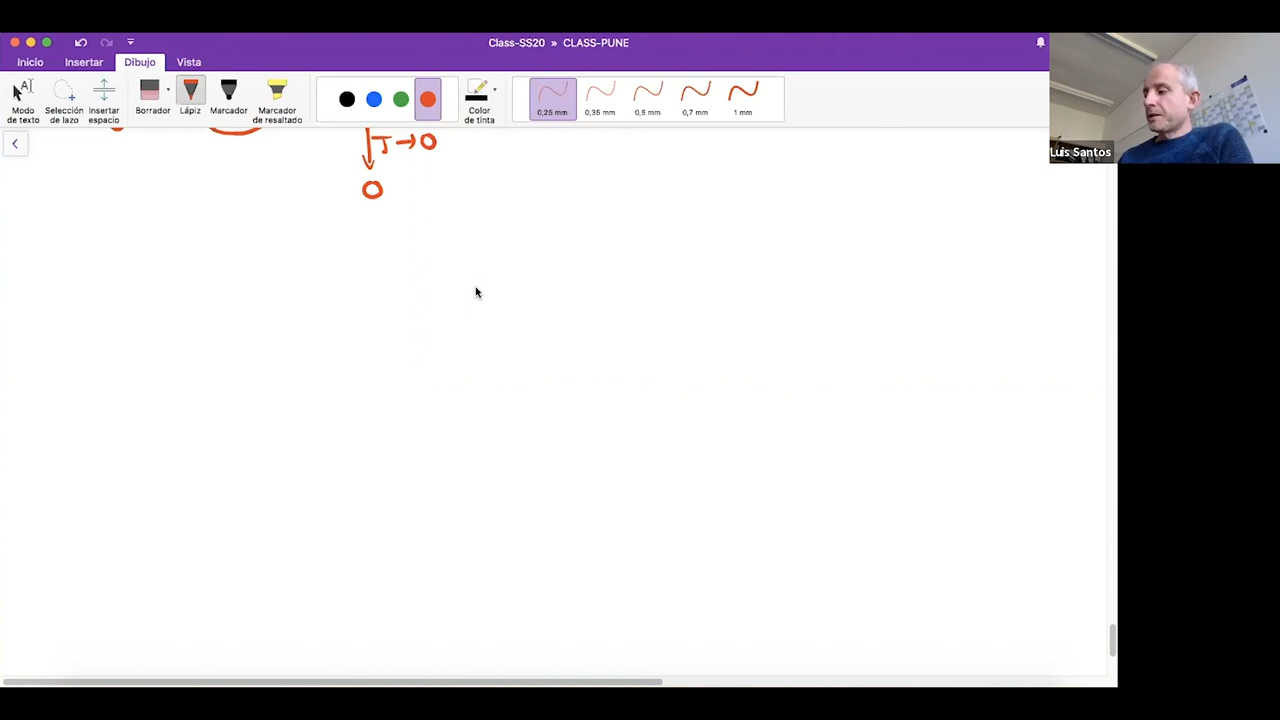 Class-SS20 » CLASS-PUNE
Inicio Insertar Dibujo Vista
Modo de texto
Selección de lazo
Insertar espacio
Borrador
Lápiz
Marcador
Marcador de resaltado
Color de tinta
0,25 mm 0,35 mm 0,5 mm 0,7 mm 1 mm
Luis Santos
J → 0
0